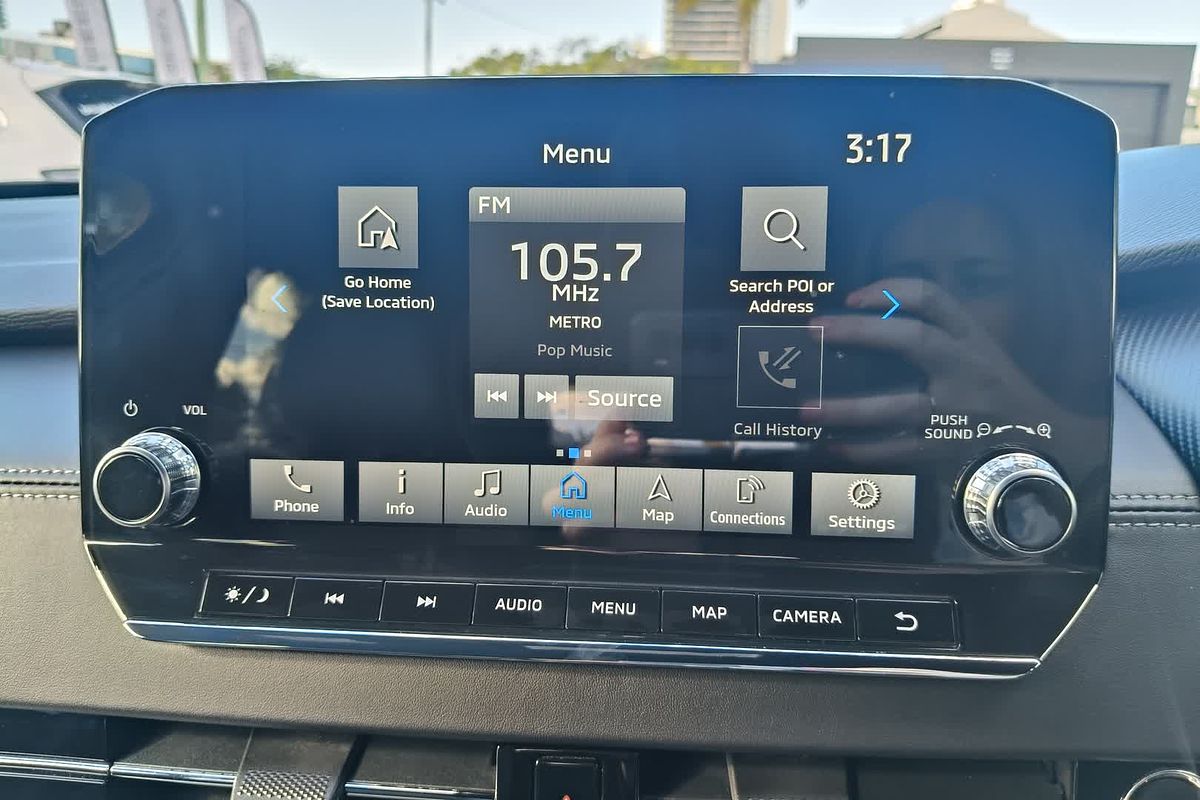 Menu
3:17
FM
105.7
MHz
METRO
Pop Music
Source
Go Home
(Save Location)
Search POI or
Address
Call History
VOL
PUSH
SOUND
Phone
Info
Audio
Menu
Map
Connections
Settings
AUDIO
MENU
MAP
CAMERA